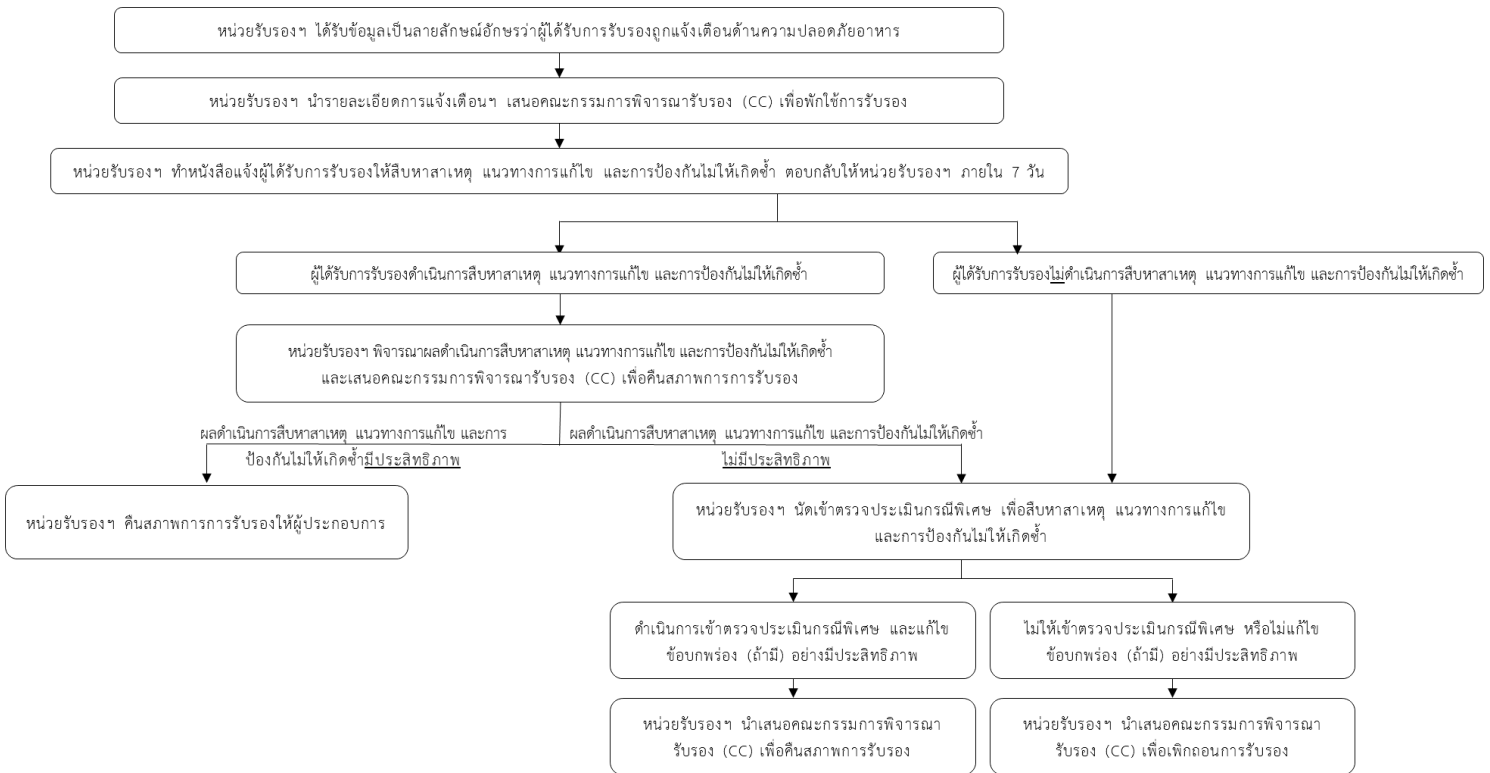 หน่วยรับรองฯ ได้รับข้อมูลเป็นลายลักษณ์อักษรว่าผู้ได้รับการรับรองถูกแจ้งเตือนด้านความปลอดภัยอาหาร
หน่วยรับรองฯ นำรายละเอียดการแจ้งเตือนฯ เสนอคณะกรรมการพิจารณารับรอง (CC) เพื่อพักใช้การรับรอง
หน่วยรับรองฯ ทำหนังสือแจ้งผู้ได้รับการรับรองให้สืบหาสาเหตุ แนวทางการแก้ไข และการป้องกันไม่ให้เกิดซ้ำ ตอบกลับให้หน่วยรับรองฯ ภายใน 7 วัน
ผู้ได้รับการรับรองดำเนินการสืบหาสาเหตุ แนวทางการแก้ไข และการป้องกันไม่ให้เกิดซ้ำ
ผู้ได้รับการรับรองไม่ดำเนินการสืบหาสาเหตุ แนวทางการแก้ไข และการป้องกันไม่ให้เกิดซ้ำ
หน่วยรับรองฯ พิจารณาผลดำเนินการสืบหาสาเหตุ แนวทางการแก้ไข และการป้องกันไม่ให้เกิดซ้ำ
และเสนอคณะกรรมการพิจารณารับรอง (CC) เพื่อคืนสภาพการการรับรอง
ผลดำเนินการสืบหาสาเหตุ แนวทางการแก้ไข และการ
ป้องกันไม่ให้เกิดซ้ำมีประสิทธิภาพ
ผลดำเนินการสืบหาสาเหตุ แนวทางการแก้ไข และการป้องกันไม่ให้เกิดซ้ำ
ไม่มีประสิทธิภาพ
หน่วยรับรองฯ คืนสภาพการการรับรองให้ผู้ประกอบการ
หน่วยรับรองฯ นัดเข้าตรวจประเมินกรณีพิเศษ เพื่อสืบหาสาเหตุ แนวทางการแก้ไข
และการป้องกันไม่ให้เกิดซ้ำ
ดำเนินการเข้าตรวจประเมินกรณีพิเศษ และแก้ไข
ข้อบกพร่อง (ถ้ามี) อย่างมีประสิทธิภาพ
ไม่ให้เข้าตรวจประเมินกรณีพิเศษ หรือไม่แก้ไข
ข้อบกพร่อง (ถ้ามี) อย่างมีประสิทธิภาพ
หน่วยรับรองฯ นำเสนอคณะกรรมการพิจารณา
รับรอง (CC) เพื่อคืนสภาพการรับรอง
หน่วยรับรองฯ นำเสนอคณะกรรมการพิจารณา
รับรอง (CC) เพื่อเพิกถอนการรับรอง